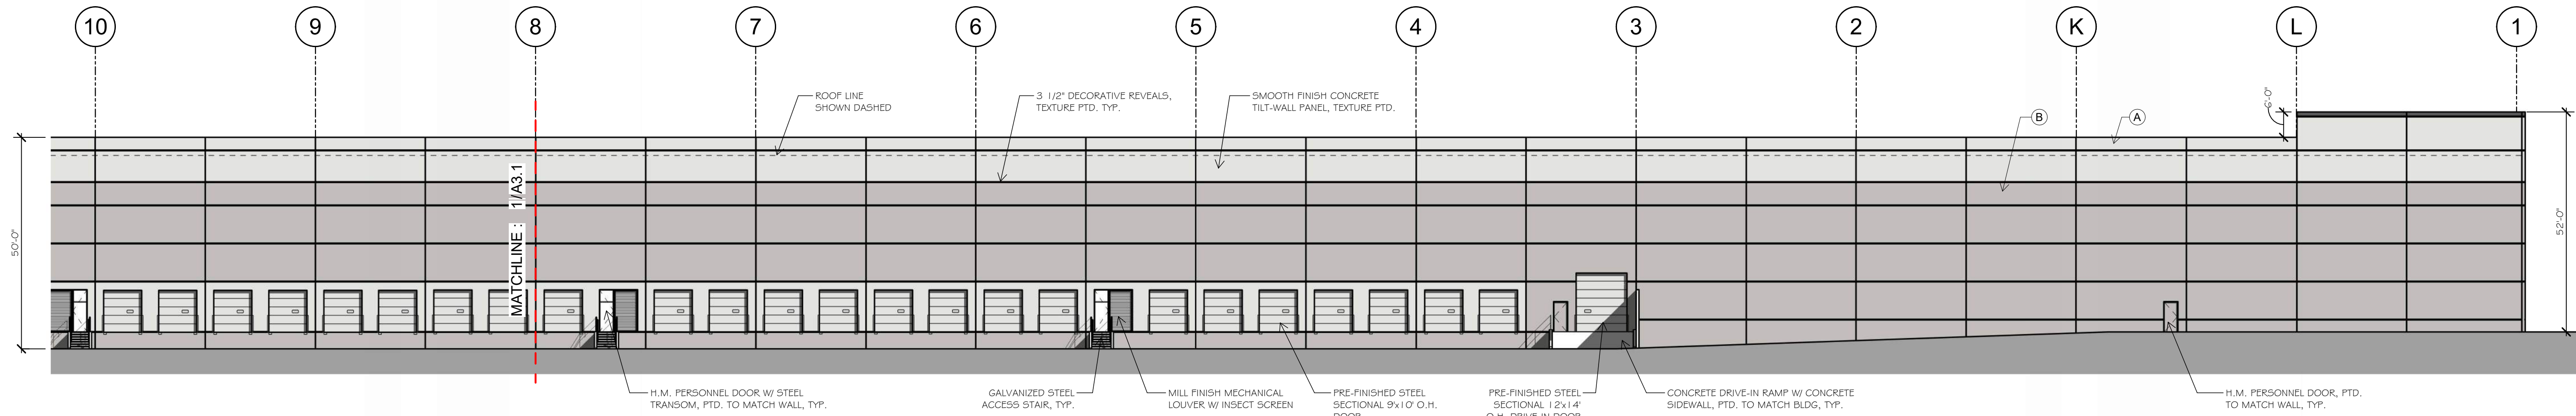 10 9 8 7 6 5 4 3 2 K L 1
ROOF LINE
SHOWN DASHED
3 1/2" DECORATIVE REVEALS,
TEXTURE PTD. TYP.
SMOOTH FINISH CONCRETE
TILT-WALL PANEL, TEXTURE PTD.
B
A
6'-0"
50'-0"
52'-0"
MATCHLINE : 1/A3.1
H.M. PERSONNEL DOOR W/ STEEL
TRANSOM, PTD. TO MATCH WALL, TYP.
GALVANIZED STEEL
ACCESS STAIR, TYP.
MILL FINISH MECHANICAL
LOUVER W/ INSECT SCREEN
PRE-FINISHED STEEL
SECTIONAL 9'x10' O.H.
DOOR
PRE-FINISHED STEEL
SECTIONAL 12'x14'
O.H. DRIVE-IN DOOR
CONCRETE DRIVE-IN RAMP W/ CONCRETE
SIDEWALL, PTD. TO MATCH BLDG, TYP.
H.M. PERSONNEL DOOR, PTD.
TO MATCH WALL, TYP.